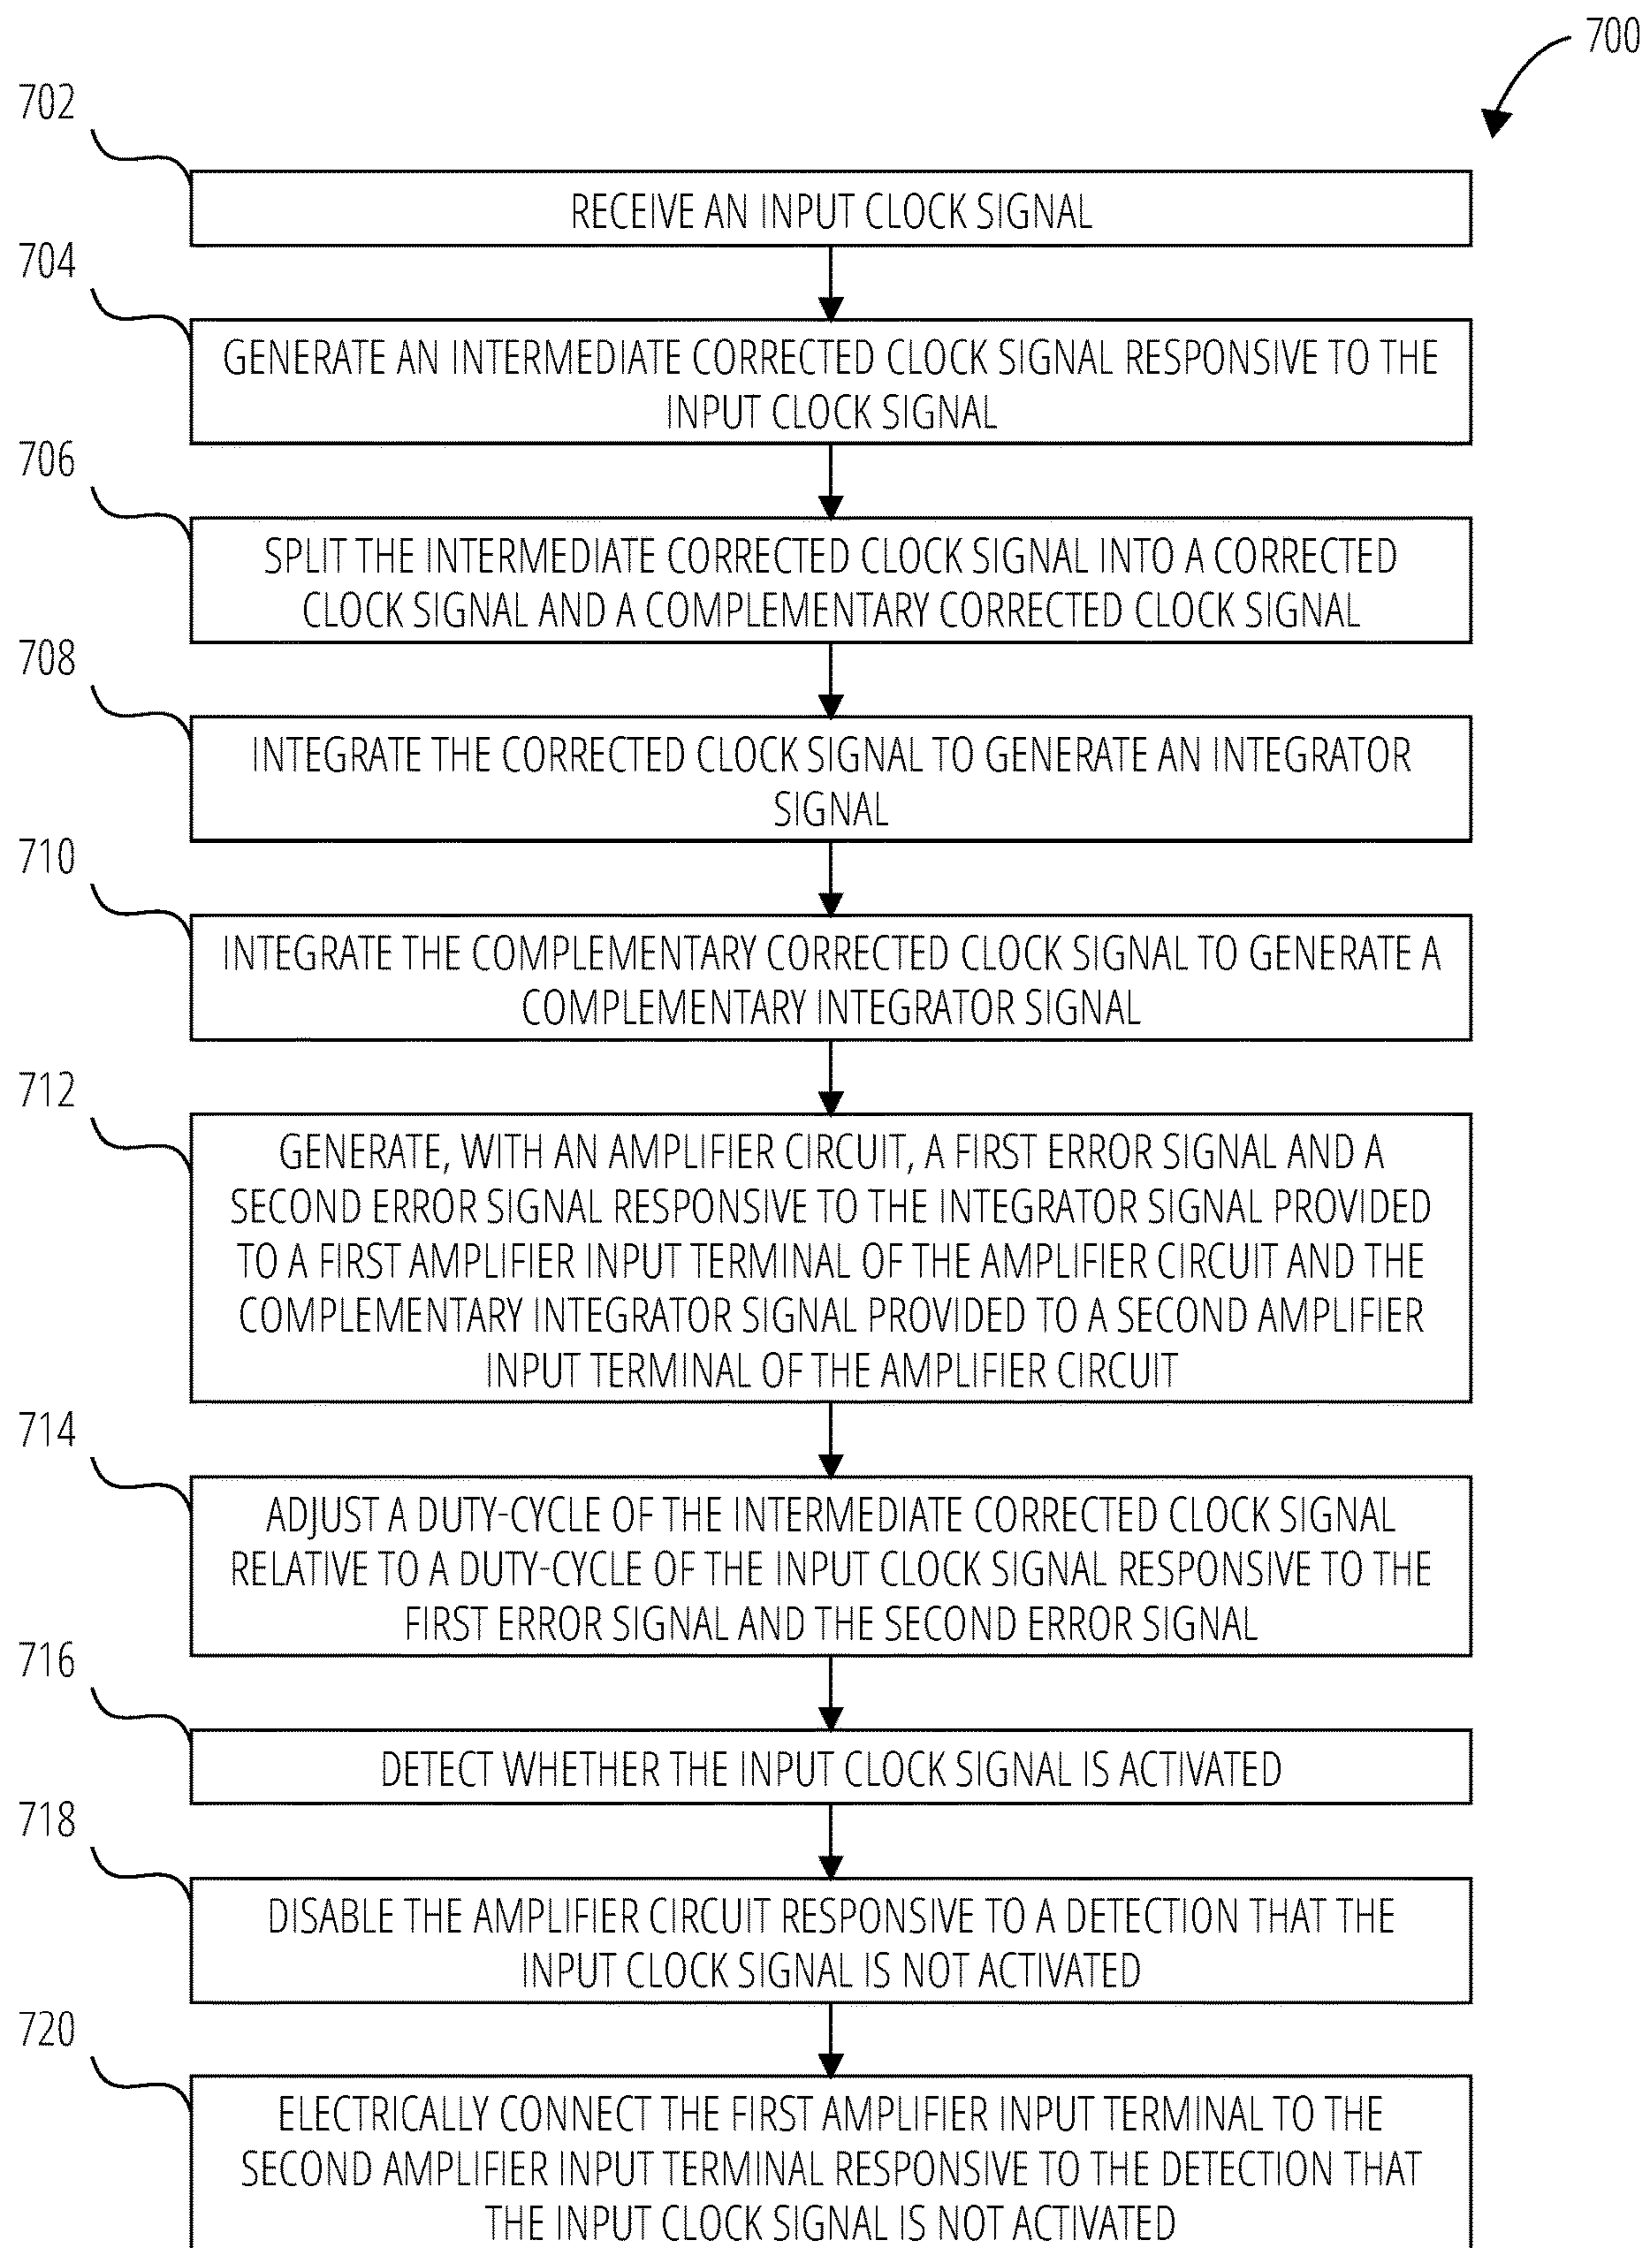 700
702
RECEIVE AN INPUT CLOCK SIGNAL
704
GENERATE AN INTERMEDIATE CORRECTED CLOCK SIGNAL RESPONSIVE TO THE
INPUT CLOCK SIGNAL
706
SPLIT THE INTERMEDIATE CORRECTED CLOCK SIGNAL INTO A CORRECTED
CLOCK SIGNAL AND A COMPLEMENTARY CORRECTED CLOCK SIGNAL
708
INTEGRATE THE CORRECTED CLOCK SIGNAL TO GENERATE AN INTEGRATOR
SIGNAL
710
INTEGRATE THE COMPLEMENTARY CORRECTED CLOCK SIGNAL TO GENERATE A
COMPLEMENTARY INTEGRATOR SIGNAL
712
GENERATE, WITH AN AMPLIFIER CIRCUIT, A FIRST ERROR SIGNAL AND A
SECOND ERROR SIGNAL RESPONSIVE TO THE INTEGRATOR SIGNAL PROVIDED
TO A FIRST AMPLIFIER INPUT TERMINAL OF THE AMPLIFIER CIRCUIT AND THE
COMPLEMENTARY INTEGRATOR SIGNAL PROVIDED TO A SECOND AMPLIFIER
INPUT TERMINAL OF THE AMPLIFIER CIRCUIT
714
ADJUST A DUTY-CYCLE OF THE INTERMEDIATE CORRECTED CLOCK SIGNAL
RELATIVE TO A DUTY-CYCLE OF THE INPUT CLOCK SIGNAL RESPONSIVE TO THE
FIRST ERROR SIGNAL AND THE SECOND ERROR SIGNAL
716
DETECT WHETHER THE INPUT CLOCK SIGNAL IS ACTIVATED
718
DISABLE THE AMPLIFIER CIRCUIT RESPONSIVE TO A DETECTION THAT THE
INPUT CLOCK SIGNAL IS NOT ACTIVATED
720
ELECTRICALLY CONNECT THE FIRST AMPLIFIER INPUT TERMINAL TO THE
SECOND AMPLIFIER INPUT TERMINAL RESPONSIVE TO THE DETECTION THAT
THE INPUT CLOCK SIGNAL IS NOT ACTIVATED